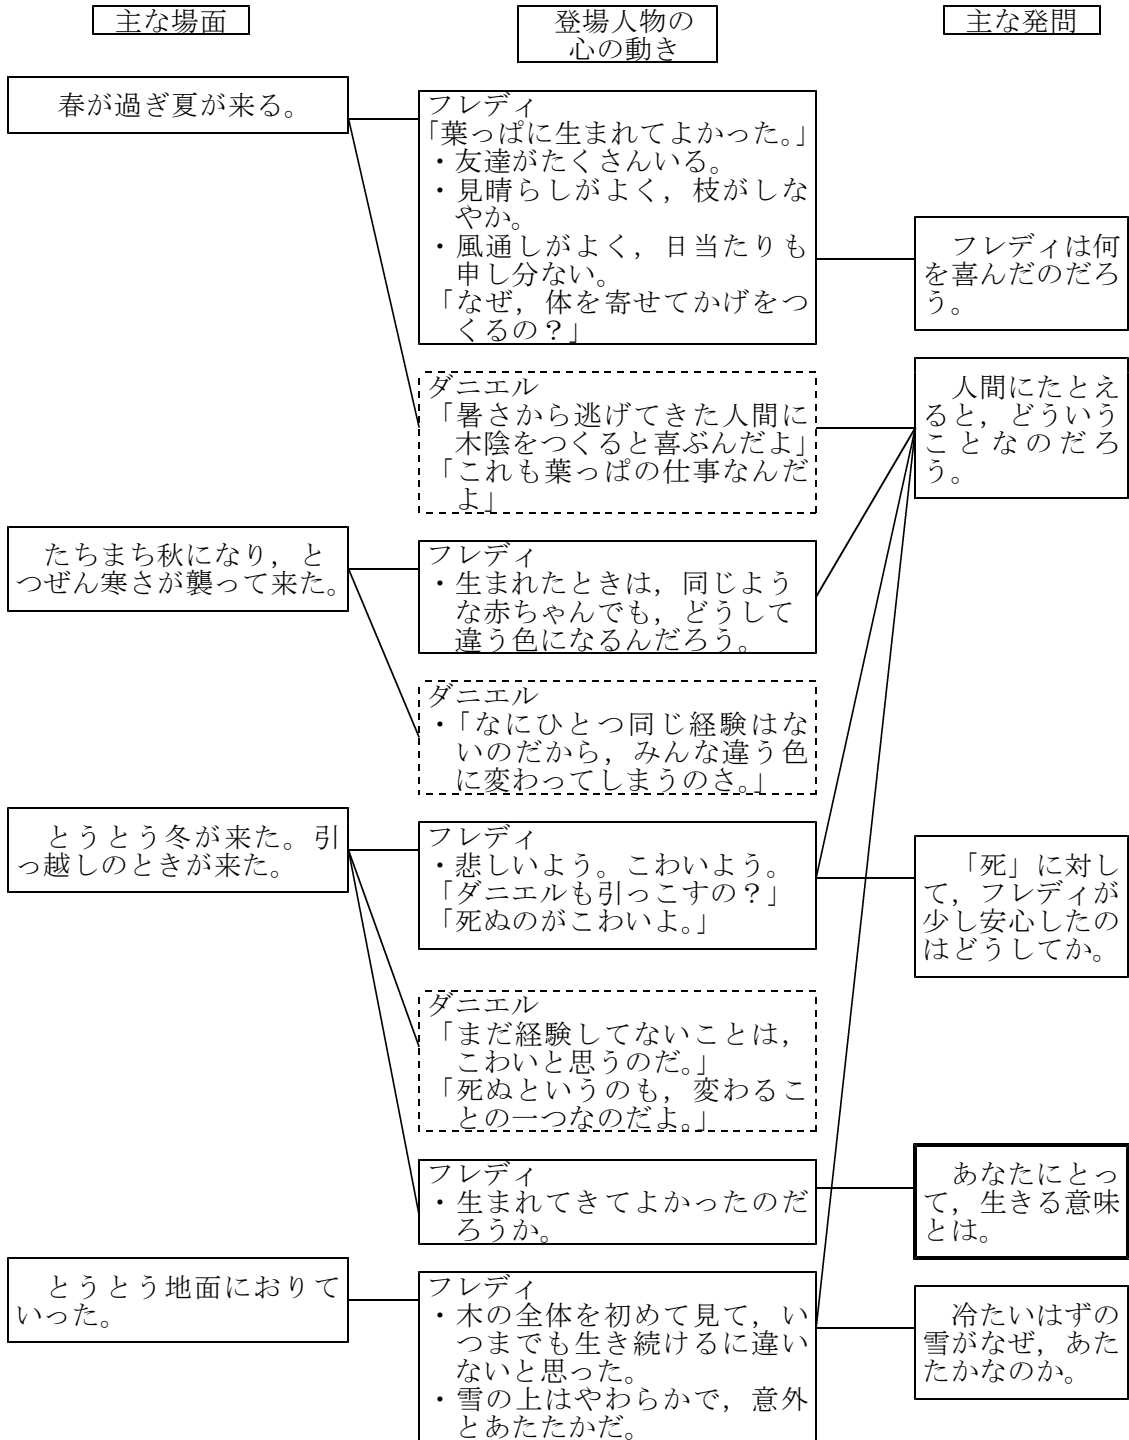 主な場面
登場人物の
心の動き
主な発問
春が過ぎ夏が来る。
フレディ
「葉っぱに生まれてよかった。」
・友達がたくさんいる。
・見晴らしがよく，枝がしな
やか。
・風通しがよく，日当たりも
申し分ない。
「なぜ，体を寄せてかげをつ
くるの？」
フレディは何
を喜んだのだろ
う。
ダニエル
「暑さから逃げてきた人間に
木陰をつくると喜ぶんだよ」
「これも葉っぱの仕事なんだ
よ」
人間にたとえ
ると，どういう
ことなのだろ
う。
たちまち秋になり，と
つぜん寒さが襲って来た。
フレディ
・生まれたときは，同じよう
な赤ちゃんでも，どうして
違う色になるんだろう。
ダニエル
・「なにひとつ同じ経験はな
いのだから，みんな違う色
に変わってしまうのさ。」
とうとう冬が来た。引
っ越しのときが来た。
フレディ
・悲しいよう。こわいよう。
「ダニエルも引っこすの？」
「死ぬのがこわいよ。」
「死」に対し
て，フレディが
少し安心したの
はどうしてか。
ダニエル
「まだ経験してないことは，
こわいと思うのだ。」
「死ぬというのも，変わるこ
との一つなのだよ。」
フレディ
・生まれてきてよかったのだ
ろうか。
あなたにとっ
て，生きる意味
とは。
とうとう地面におりて
いった。
フレディ
・木の全体を初めて見て，い
つまでも生き続けるに違い
ないと思った。
・雪の上はやわらかで，意外
とあたたかだ。
冷たいはずの
雪がなぜ，あた
たかなのか。